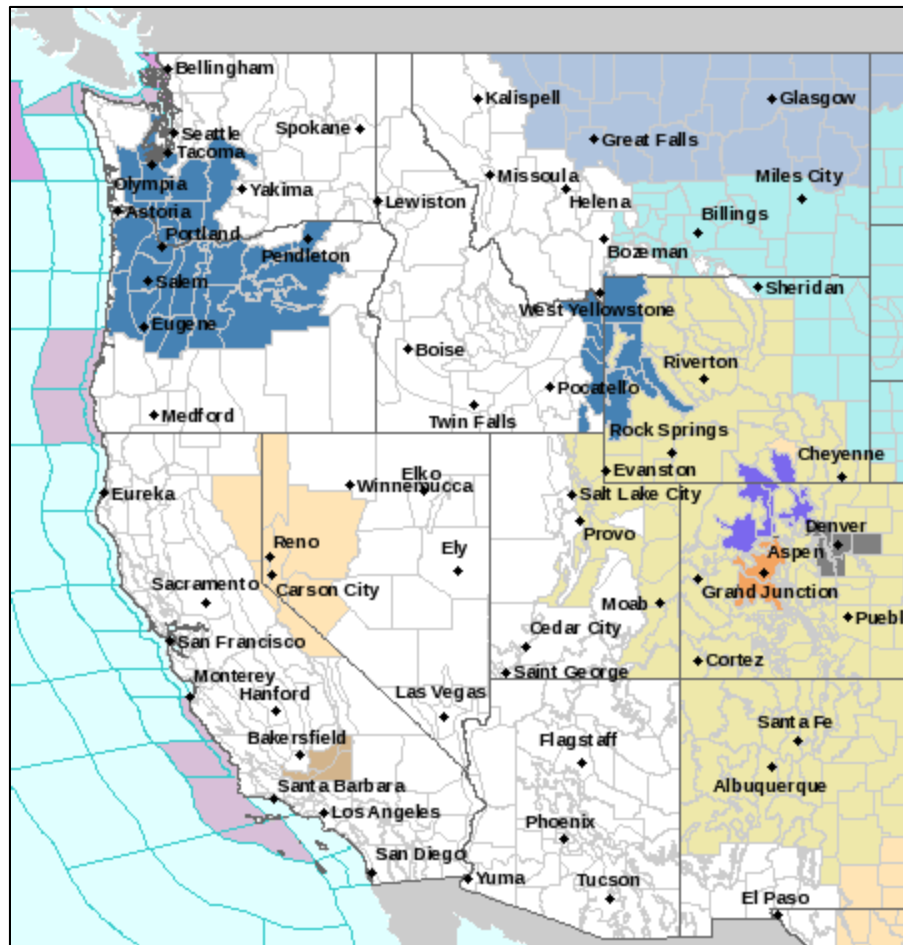 Bellingham
Kalispell
Glasgow
Seattle
Spokane
Great Falls
Tacoma
Olympia
Missoula
Miles City
Yakima
Helena
Lewiston
Astoria
Billings
Portland
Pendleton
Bozeman
Salem
Sheridan
West Yellowstone
Eugene
Boise
Riverton
Pocatello
Medford
Twin Falls
Rock Springs
Cheyenne
Elko
Evanston
Winnemucca
Eureka
Salt Lake City
Provo
Denver
Reno
Ely
Aspen
Sacramento
Carson City
Grand Junction
Moab
Puebl
Cedar City
San Francisco
Cortez
Saint George
Monterey
Hanford
Las Vegas
Santa Fe
Flagstaff
Bakersfield
Albuquerque
Santa Barbara
Los Angeles
Phoenix
San Diego
Yuma
Tucson
El Paso